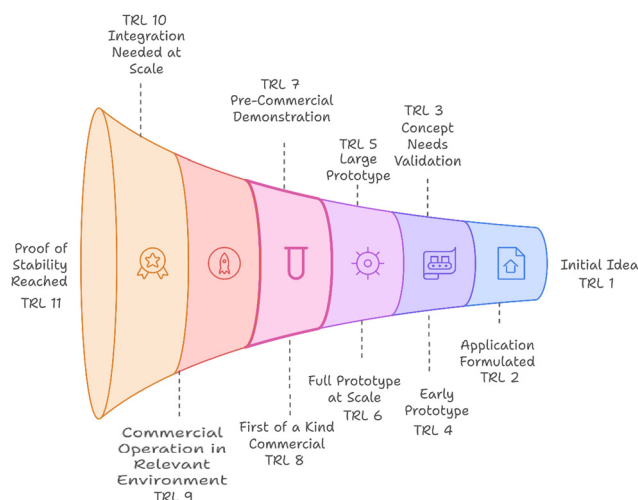 TRL 10
Integration
Needed at
Scale
TRL 7
Pre-Commercial
Demonstration
TRL 5
Large
Prototype
TRL 3
Concept
Needs
Validation
Proof of
Stability
Reached
TRL 11
Initial Idea
TRL 1
Commercial
Operation in
Relevant
Environment
TRL 9
First of a Kind
Commercial
TRL 8
Full Prototype
at Scale
TRL 6
Early
Prototype
TRL 4
Application
Formulated
TRL 2